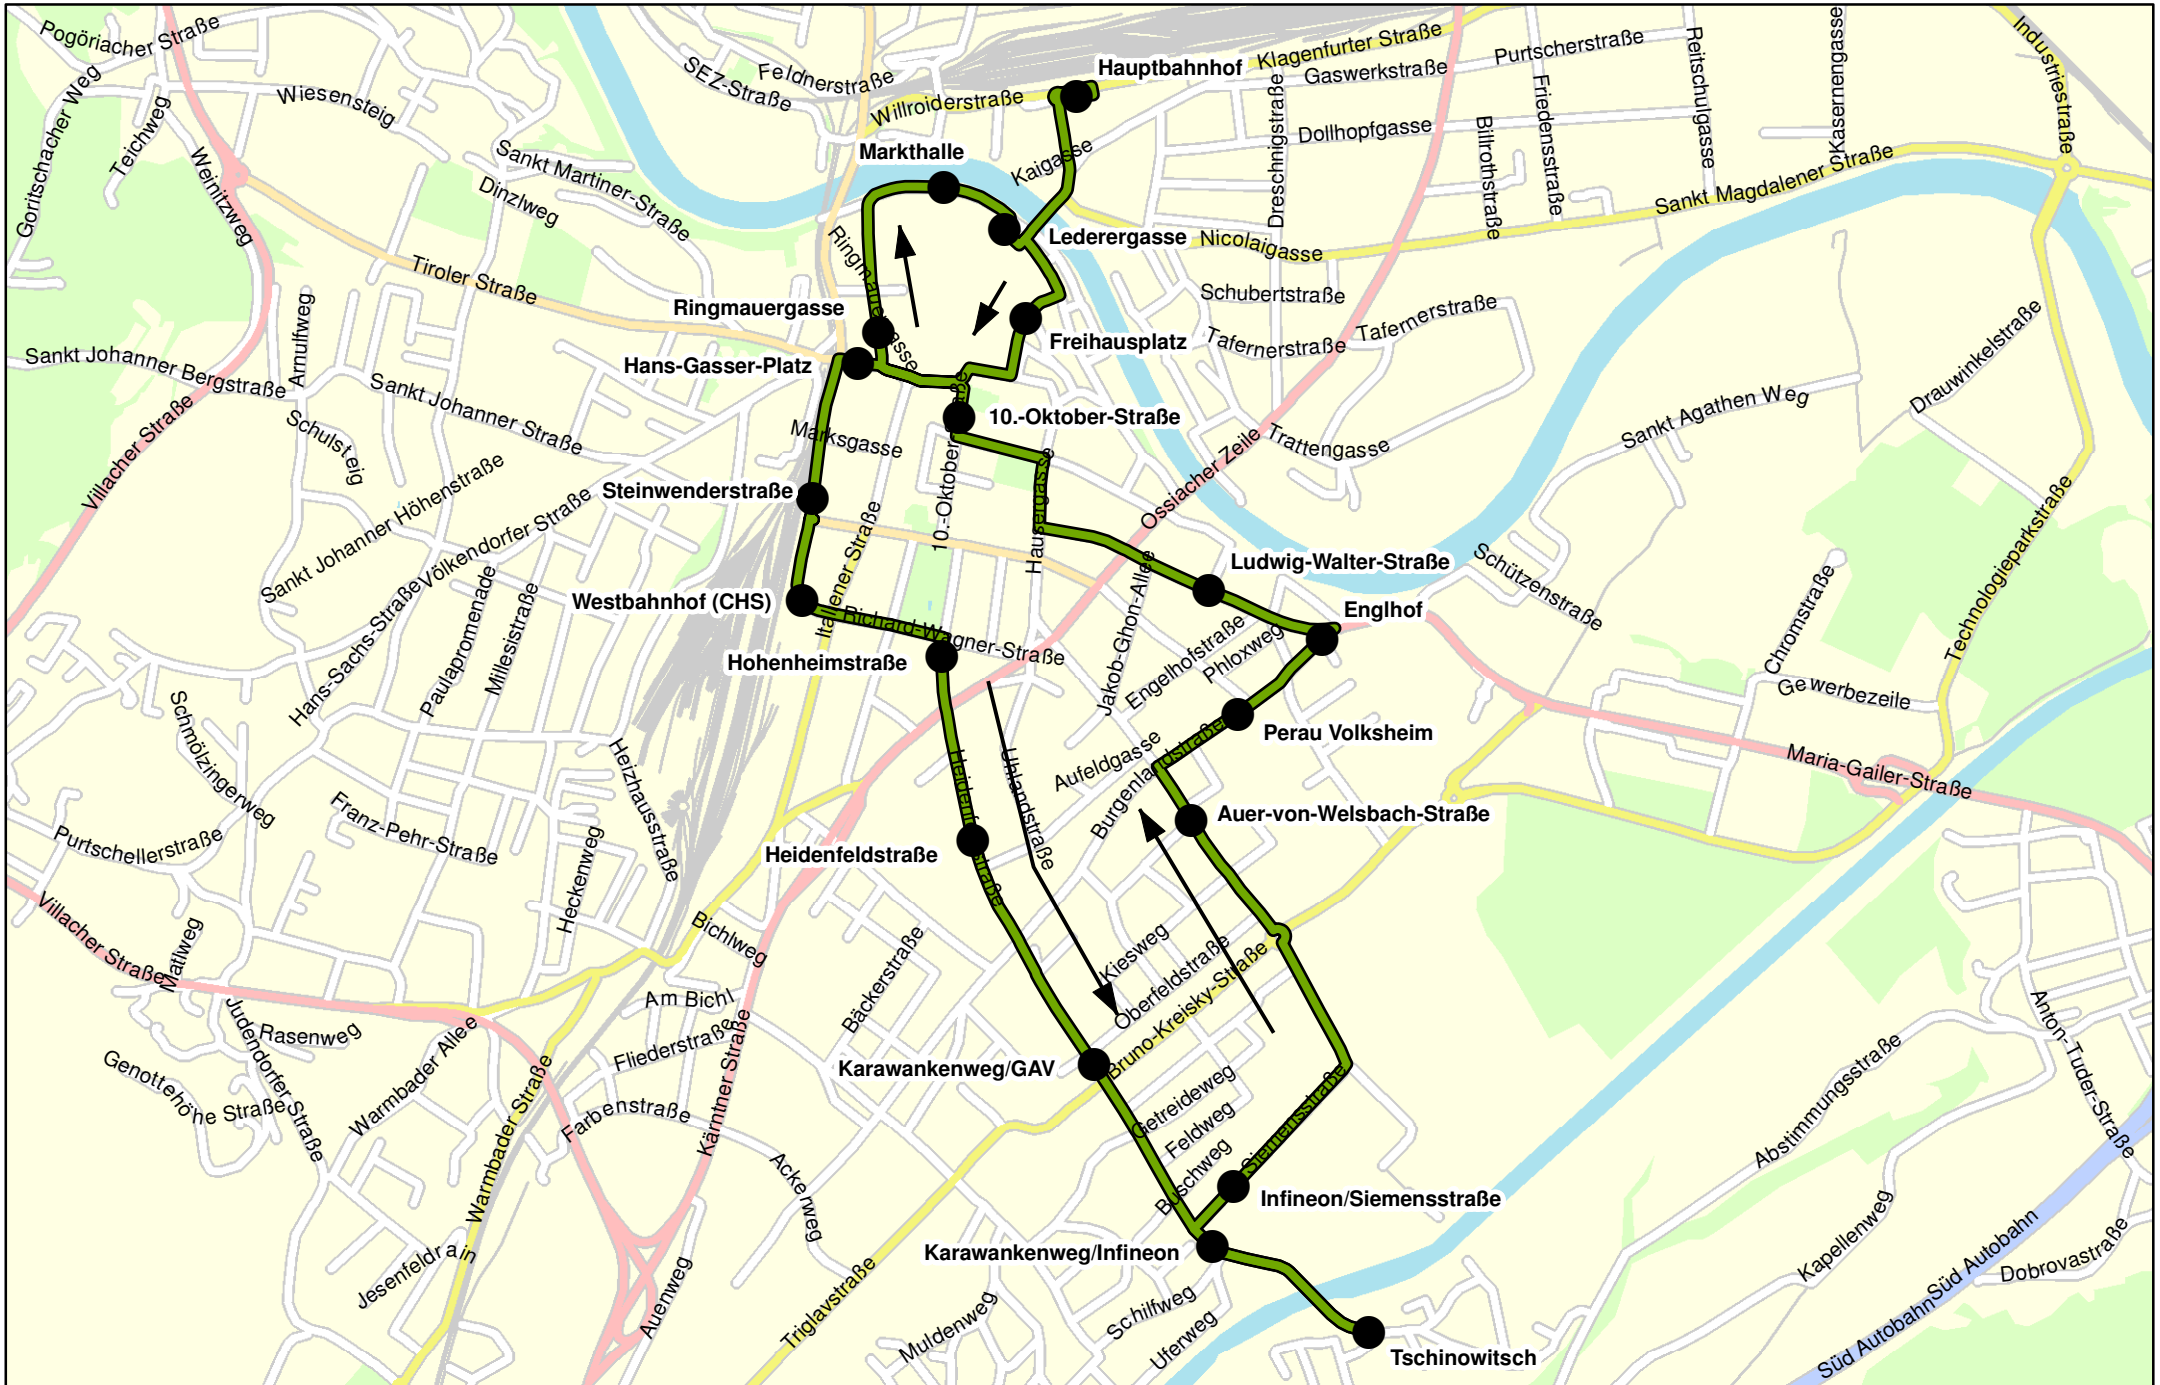 Pogöriacher Straße
Goritschacher Weg
Teichweg
Wiesensteig
Weinitzweg
SEZ-Straße
Feldnerstraße
Willroiderstraße
Hauptbahnhof
Klagenfurter Straße
Gaswerkstraße
Purtscherstraße
Reitschulgasse
Kasernengasse
Industriestraße
Dreschnigstraße
Dollhopfgasse
Billrothstraße
Friedensstraße
Sankt Magdalener Straße
Sankt Martiner-Straße
Dinzlweg
Markthalle
Kaigasse
Lederergasse
Nicolaigasse
Ringmauergasse
Tiroler Straße
Ringmauergasse
Schubertstraße
Tafernerstraße
Tafernerstraße
Freihausplatz
Drauwinkelstraße
Arnulfweg
Sankt Johanner Bergstraße
Hans-Gasser-Platz
Sankt Johanner Straße
Villacher Straße
Schulsteig
Marksgasse
10.-Oktober-Straße
Trattengasse
Sankt Agathen Weg
Ossiacher Zeile
Sankt Johanner Höhenstraße
Völkendorfer Straße
Steinwenderstraße
10.-Oktober
Hausergasse
Italiener Straße
Technologieparkstraße
Ludwig-Walter-Straße
Schützenstraße
Englhof
Chromstraße
Hans-Sachs-Straße
Paulapromenade
Millesistraße
Westbahnhof (CHS)
Richard-Wagner-Straße
Jakob-Ghon-Allee
Engelhofstraße
Phloxweg
Hohenheimstraße
Gewerbezeile
Perau Volksheim
Schmölzingerweg
Heizhausstraße
Uhlandstraße
Aufeldgasse
Burgenlandstraße
Maria-Gailer-Straße
Auer-von-Welsbach-Straße
Franz-Pehr-Straße
Purtschellerstraße
Heckenweg
Heidenfeldstraße
Villacher Straße
Matlweg
Bichlweg
Bäckerstraße
Kiesweg
Oberfeldstraße
Bruno-Kreisky-Straße
Am Bichl
Judendorfer Straße
Rasenweg
Fliederstraße
Warmbader Allee
Genottehöhe Straße
Karawankenweg/GAV
Anton-Tuder-Straße
Abstimmungsstraße
Getreideweg
Feldweg
Buschweg
Siemensstraße
Farbenstraße
Kärntner Straße
Warmbader Straße
Ackerweg
Infineon/Siemensstraße
Karawankenweg/Infineon
Kapellenweg
Süd Autobahn
Dobrovastraße
Jesenfeldrain
Auenweg
Triglavstraße
Muldenweg
Schilfweg
Uferweg
Tschinowitsch
Süd Autobahn